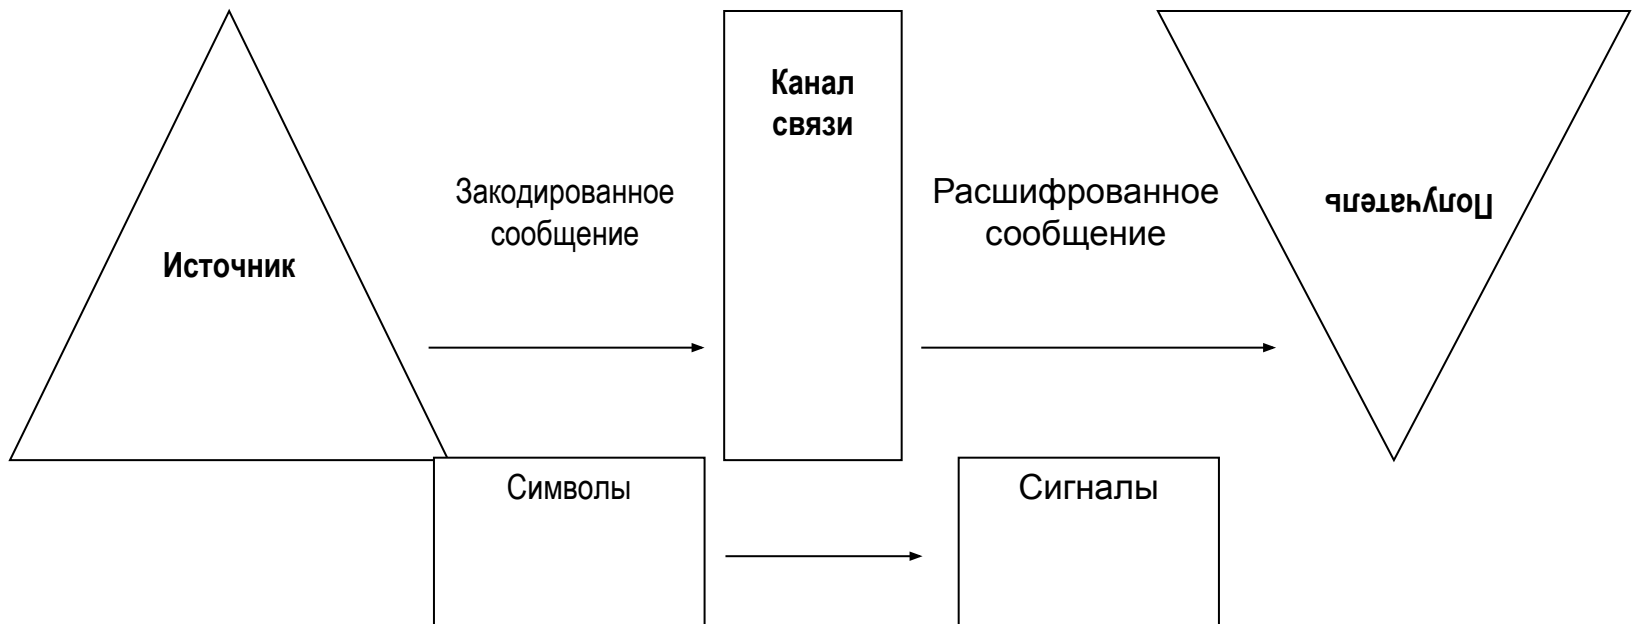 Источник
Закодированное
сообщение
Канал
связи
Расшифрованное
сообщение
Получатель
Символы
Сигналы